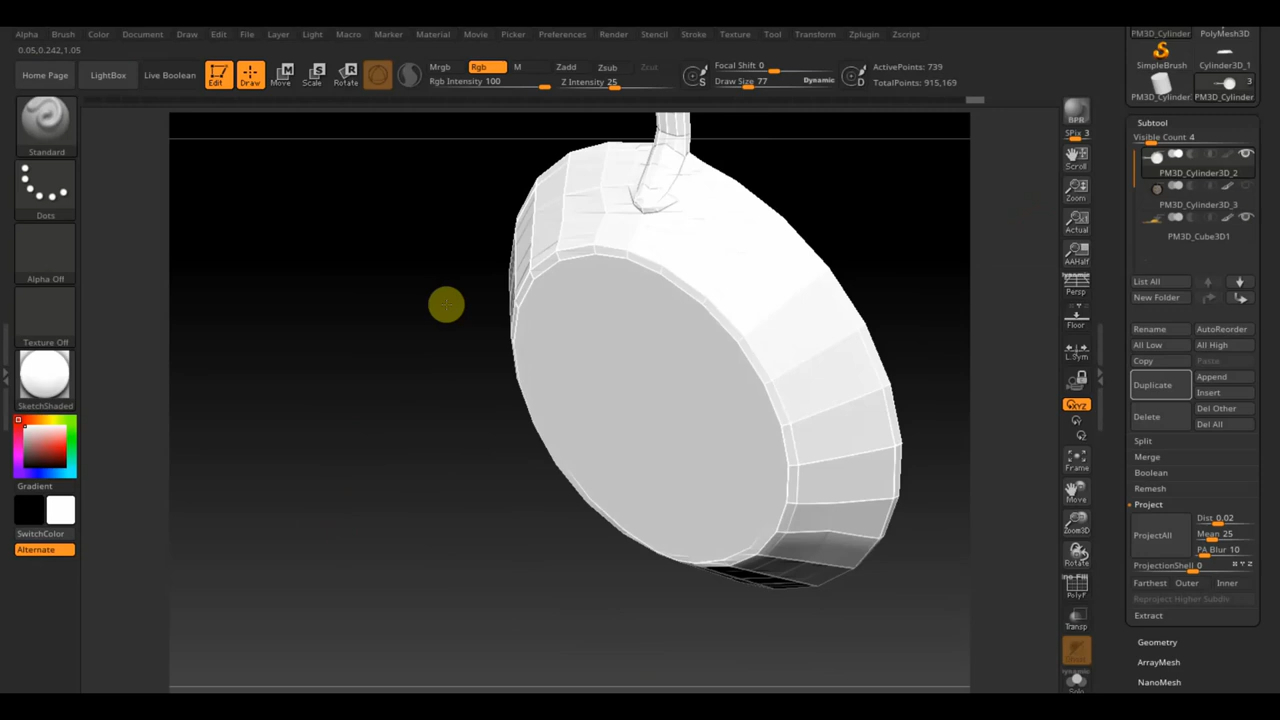 Alpha Brush Color Document Draw Edit File Layer Light Macro Marker Material Movie Picker Preferences Render Stencil Stroke Texture Tool Transform Zplugin Zscript
0.05,0.242,1.05
Home Page
LightBox
Live Boolean
Edit
Draw
Move
Scale
Rotate
Mrgb Rgb M Zadd Zsub Zcut
Rgb Intensity 100 Z Intensity 25
Focal Shift 0
Draw Size 77 Dynamic
ActivePoints: 739
TotalPoints: 915,169
Standard
Dots
Alpha Off
Texture Off
SketchShaded
Gradient
SwitchColor
Alternate
BPR
SPix 3
Scroll
Zoom
Actual
AAHalf
Dynamic
Persp
Floor
L.Sym
XYZ
Frame
Move
Zoom3D
Rotate
Line Fill
PolyF
Transp
Dynamic
Solo
PM3D_Cylinder PolyMesh3D
SimpleBrush Cylinder3D_1
3
PM3D_Cylinder PM3D_Cylinder
Subtool
Visible Count 4
PM3D_Cylinder3D_2
PM3D_Cylinder3D_3
PM3D_Cube3D1
List All
New Folder
Rename AutoReorder
All Low All High
Copy Paste
Duplicate Append
Insert
Delete Del Other
Del All
Split
Merge
Boolean
Remesh
Project
ProjectAll Dist 0.02
Mean 25
PA Blur 10
ProjectionShell 0 X Y Z
Farthest Outer Inner
Reproject Higher Subdiv
Extract
Geometry
ArrayMesh
NanoMesh